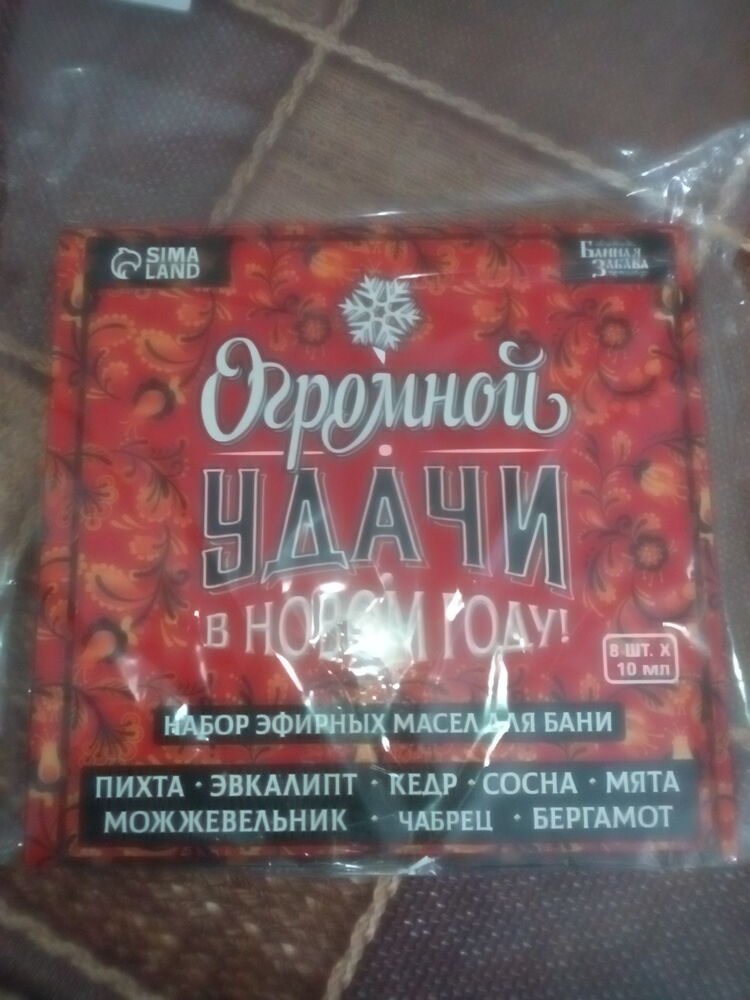 SIMA
LAND
Банная
Забава
Огромной
УДАЧИ
В НОВОМ ГОДУ!
8 ШТ. X
10 МЛ
НАБОР ЭФИРНЫХ МАСЕЛ ДЛЯ БАНИ
ПИХТА · ЭВКАЛИПТ · КЕДР · СОСНА · МЯТА
МОЖЖЕВЕЛЬНИК · ЧАБРЕЦ · БЕРГАМОТ